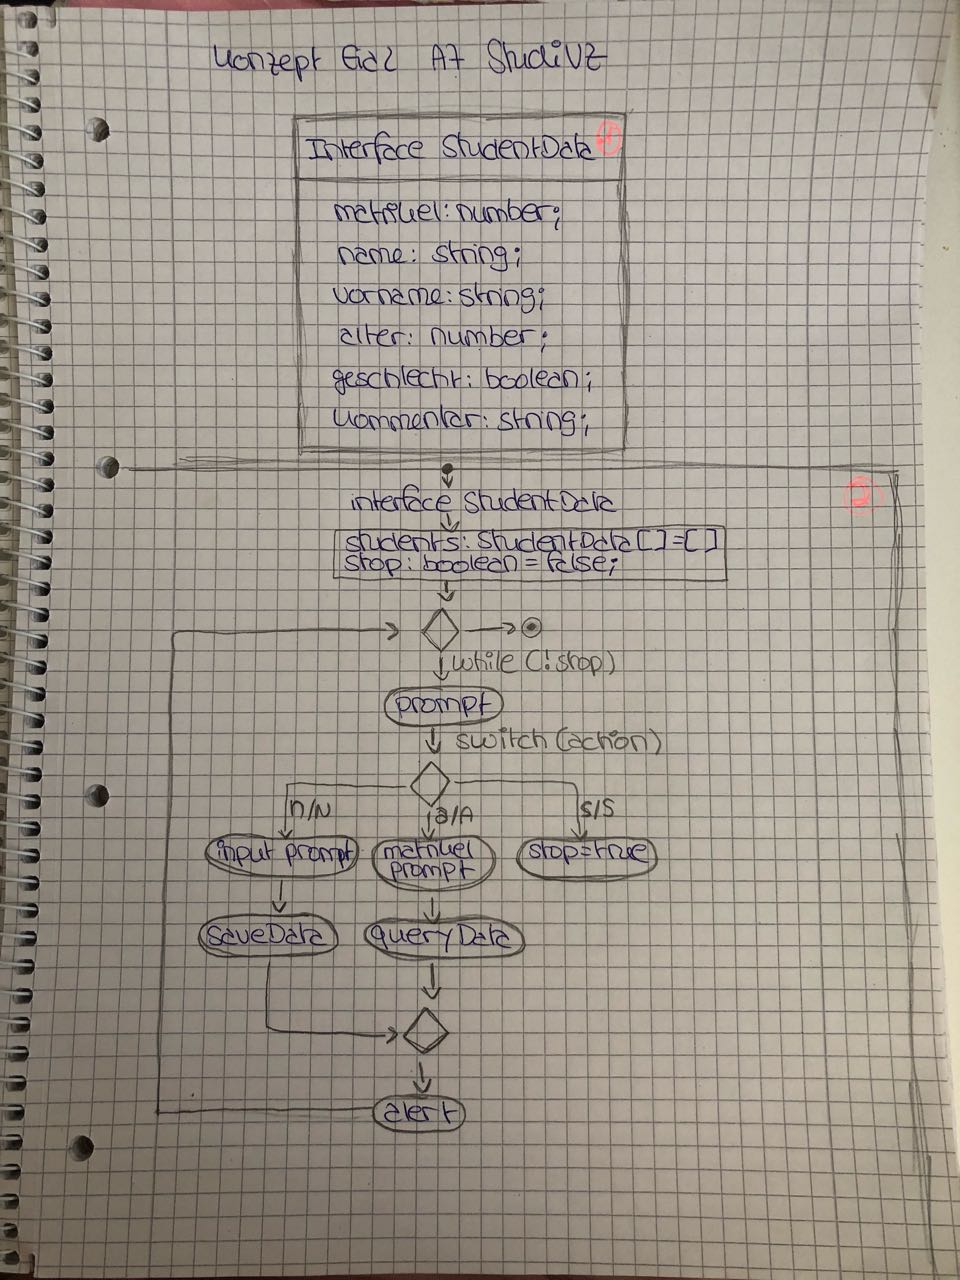 Konzept Eia2 A7 StudiVZ
Interface StudentData 1
matrikel: number;
name: string;
vorname: string;
alter: number;
geschlecht: boolean;
kommentar: string;
2
interface StudentData
students: StudentData[]=[]
stop: boolean = false;
while (!stop)
prompt
switch (action)
n/N a/A s/S
input prompt matrikel prompt stop=true
saveData queryData
alert